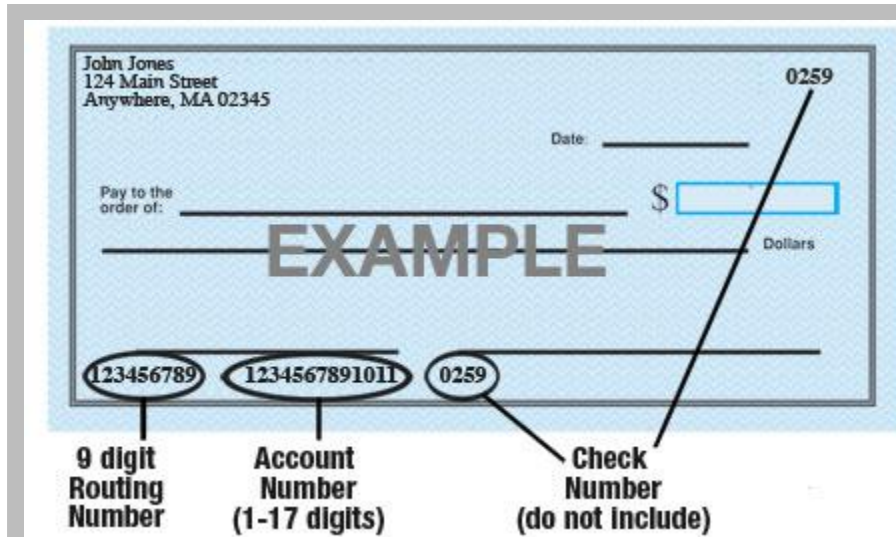 John Jones
124 Main Street
Anywhere, MA 02345
0259
Date:
Pay to the
order of:
$
EXAMPLE
Dollars
123456789 1234567891011 0259
9 digit
Routing
Number
Account
Number
(1-17 digits)
Check
Number
(do not include)